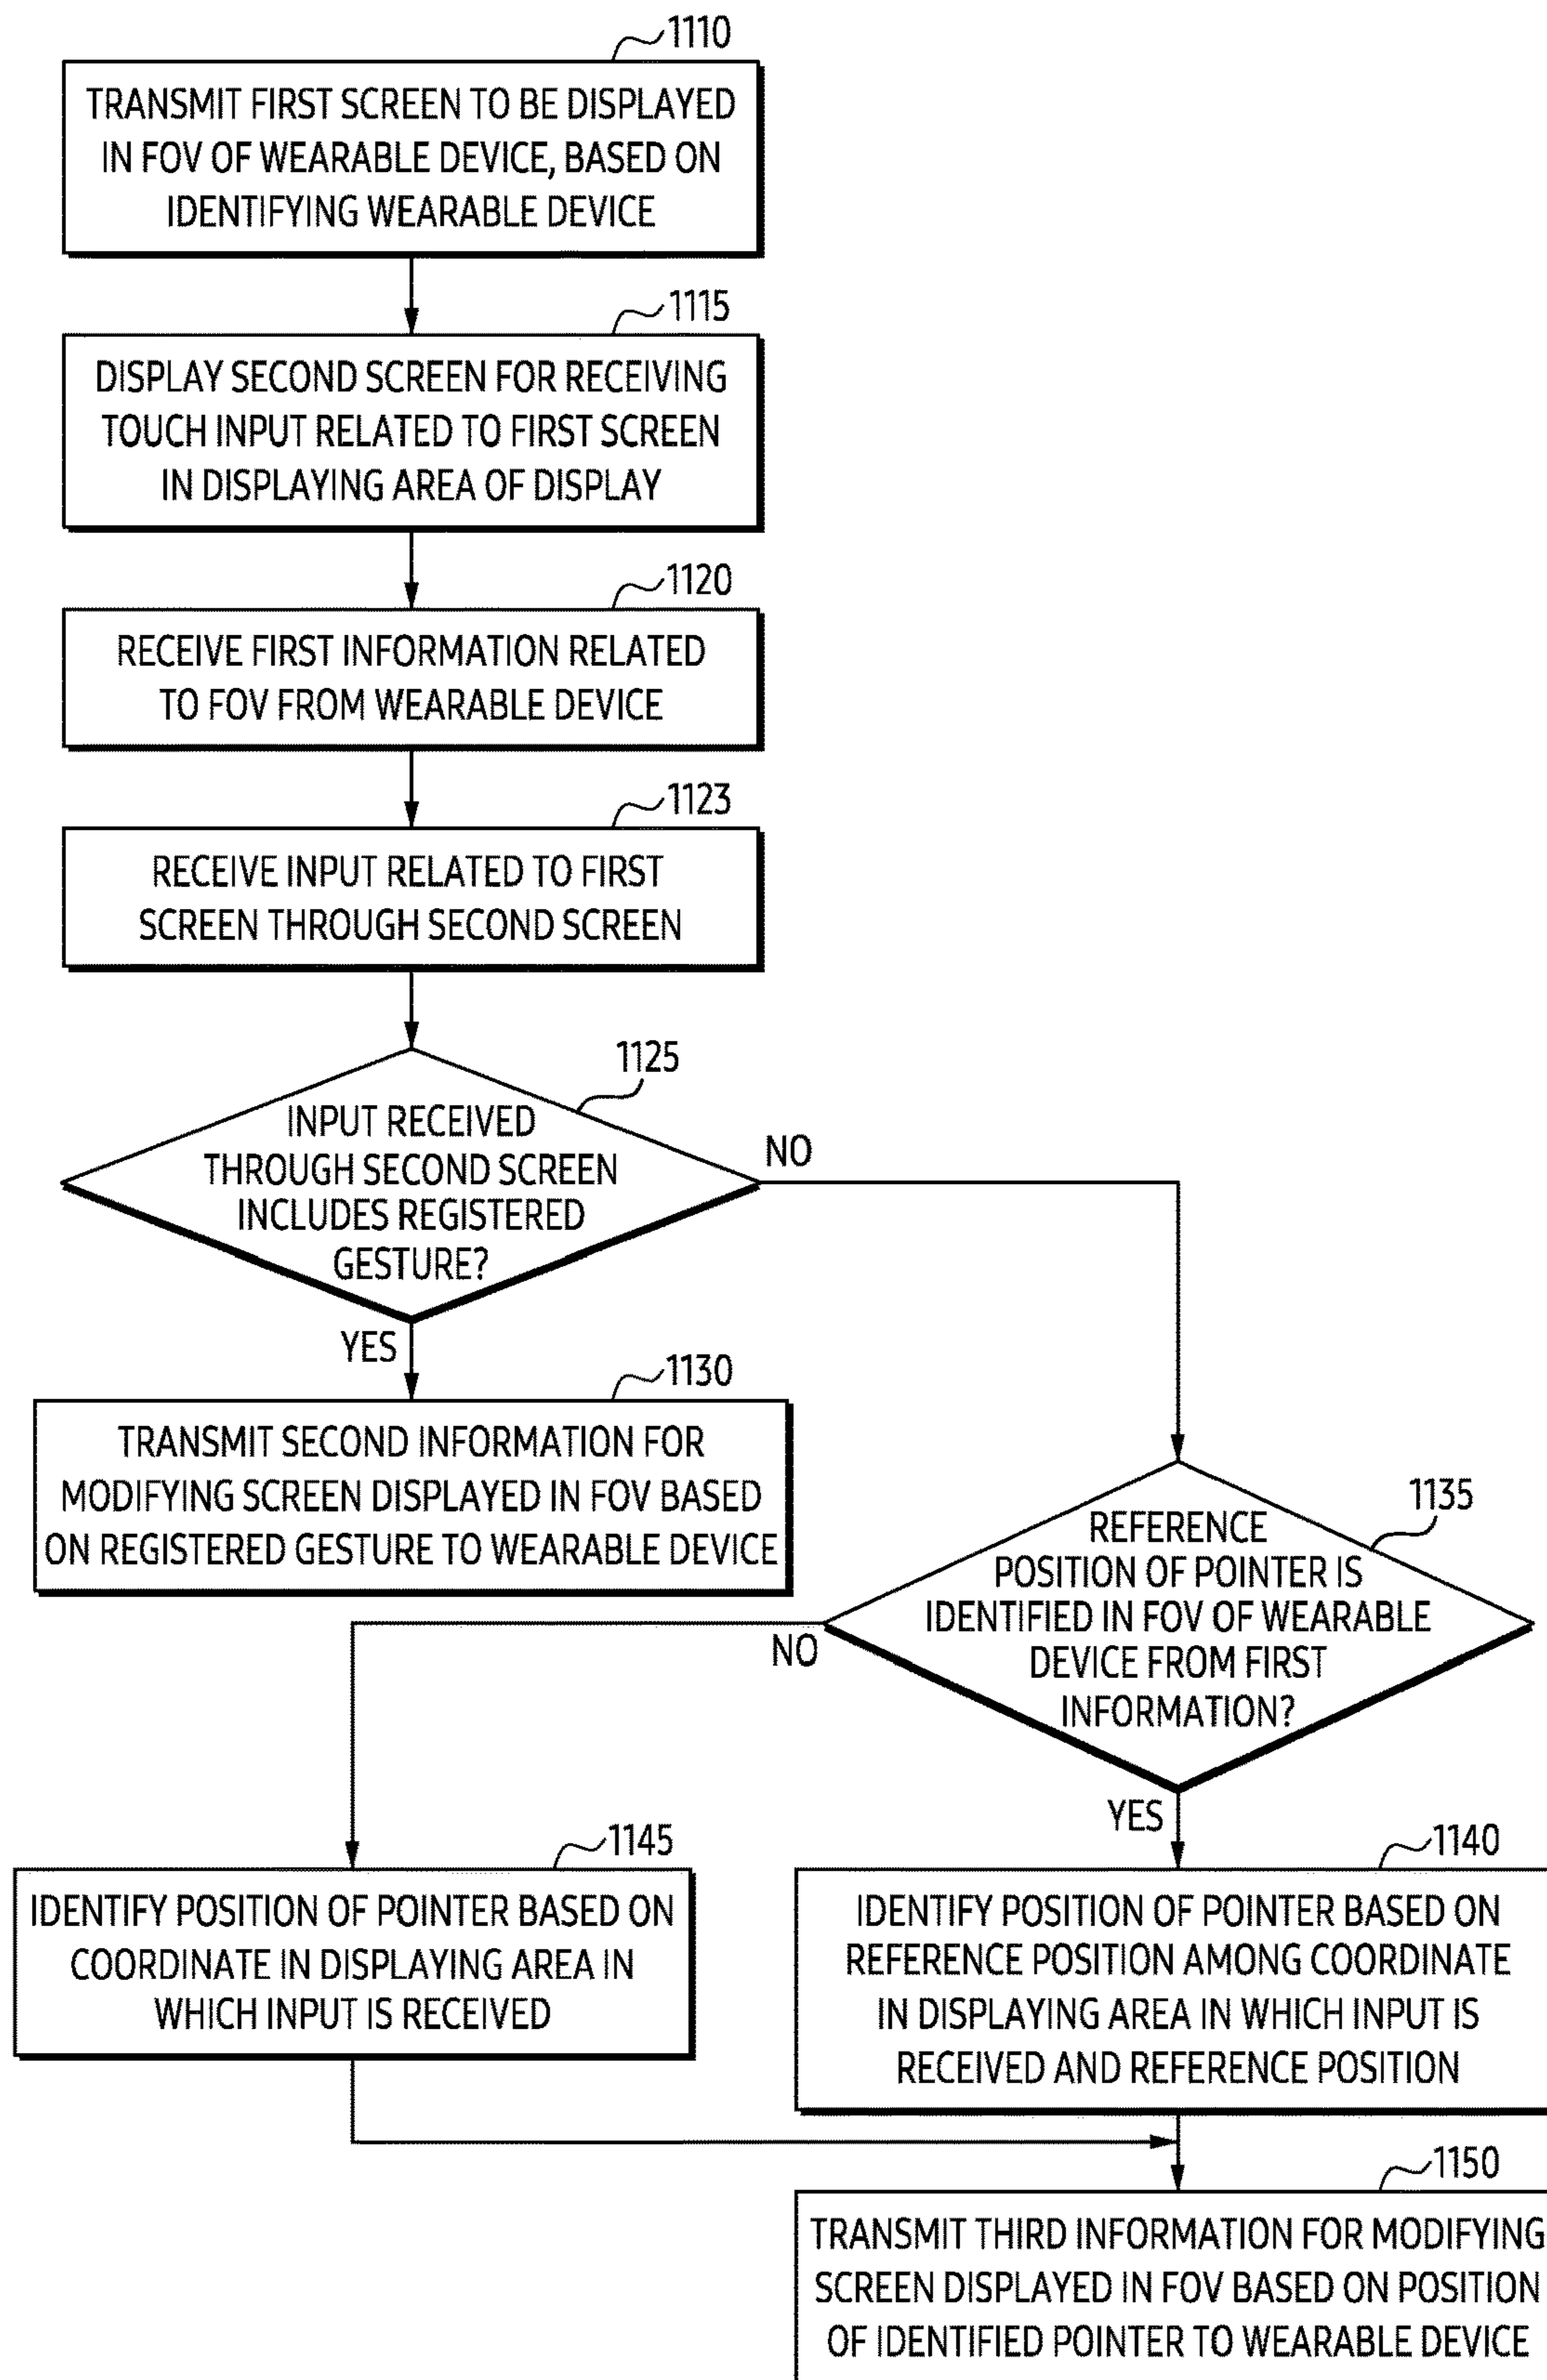 1110
TRANSMIT FIRST SCREEN TO BE DISPLAYED
IN FOV OF WEARABLE DEVICE, BASED ON
IDENTIFYING WEARABLE DEVICE
1115
DISPLAY SECOND SCREEN FOR RECEIVING
TOUCH INPUT RELATED TO FIRST SCREEN
IN DISPLAYING AREA OF DISPLAY
1120
RECEIVE FIRST INFORMATION RELATED
TO FOV FROM WEARABLE DEVICE
1123
RECEIVE INPUT RELATED TO FIRST
SCREEN THROUGH SECOND SCREEN
1125
INPUT RECEIVED
THROUGH SECOND SCREEN
INCLUDES REGISTERED
GESTURE?
NO
YES
1130
TRANSMIT SECOND INFORMATION FOR
MODIFYING SCREEN DISPLAYED IN FOV BASED
ON REGISTERED GESTURE TO WEARABLE DEVICE
1135
REFERENCE
POSITION OF POINTER IS
IDENTIFIED IN FOV OF WEARABLE
DEVICE FROM FIRST
INFORMATION?
NO
YES
1145
IDENTIFY POSITION OF POINTER BASED ON
COORDINATE IN DISPLAYING AREA IN
WHICH INPUT IS RECEIVED
1140
IDENTIFY POSITION OF POINTER BASED ON
REFERENCE POSITION AMONG COORDINATE
IN DISPLAYING AREA IN WHICH INPUT IS
RECEIVED AND REFERENCE POSITION
1150
TRANSMIT THIRD INFORMATION FOR MODIFYING
SCREEN DISPLAYED IN FOV BASED ON POSITION
OF IDENTIFIED POINTER TO WEARABLE DEVICE